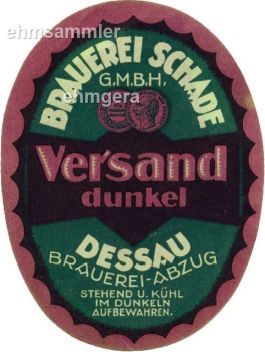 ehmsammler
BRAUEREI SCHADE
G.M.B.H.
ehmgera
Versand
dunkel
DESSAU
BRAUEREI-ABZUG
STEHEND U. KÜHL
IM DUNKELN
AUFBEWAHREN.